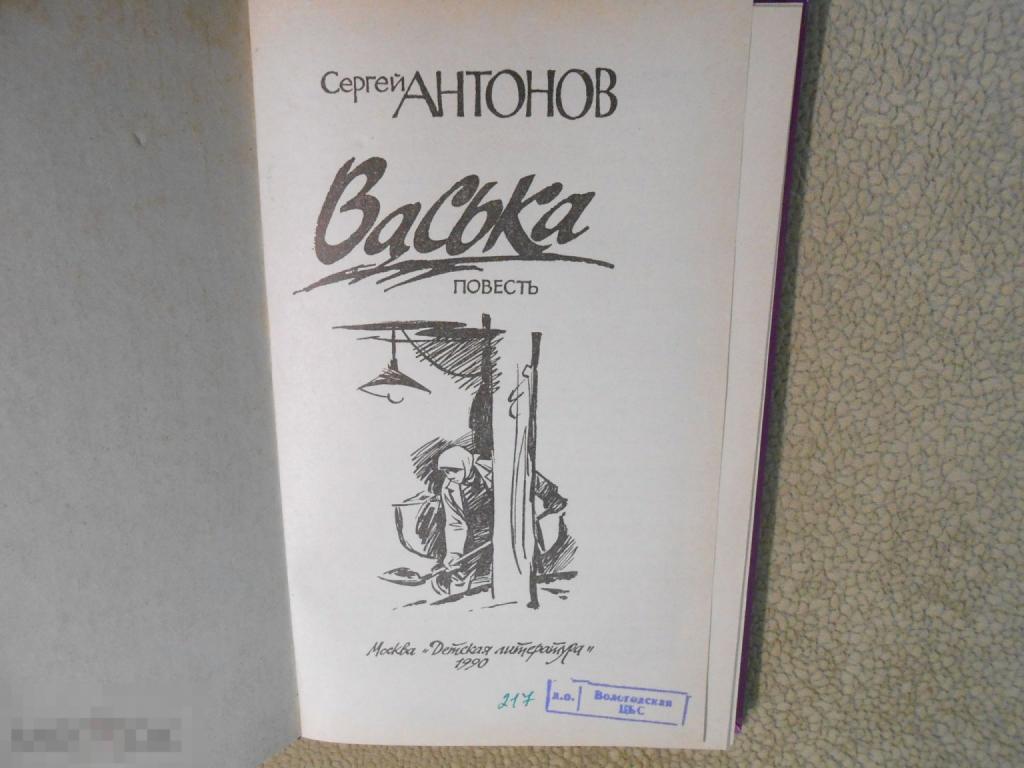 Сергей АНТОНОВ
Васька
ПОВЕСТЬ
Москва "Детская литература"
1990
217
д.о. Вологодская
ЦБС